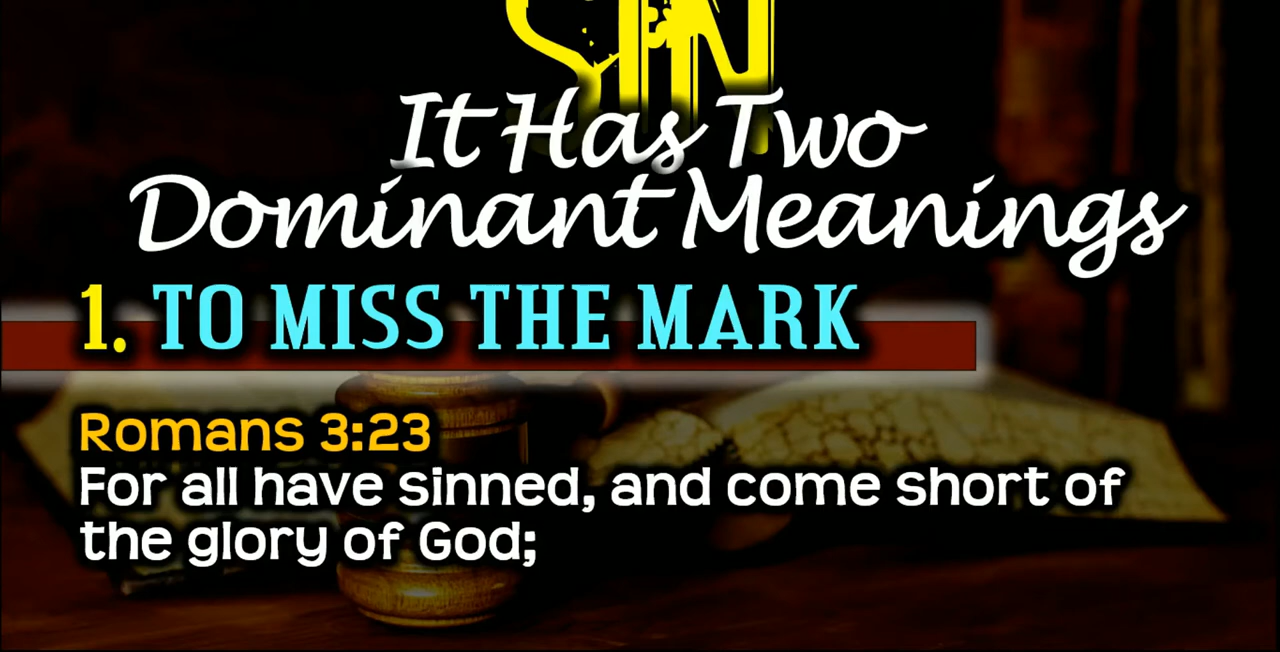 SIN
It Has Two
Dominant Meanings
1. TO MISS THE MARK
Romans 3:23
For all have sinned, and come short of
the glory of God;